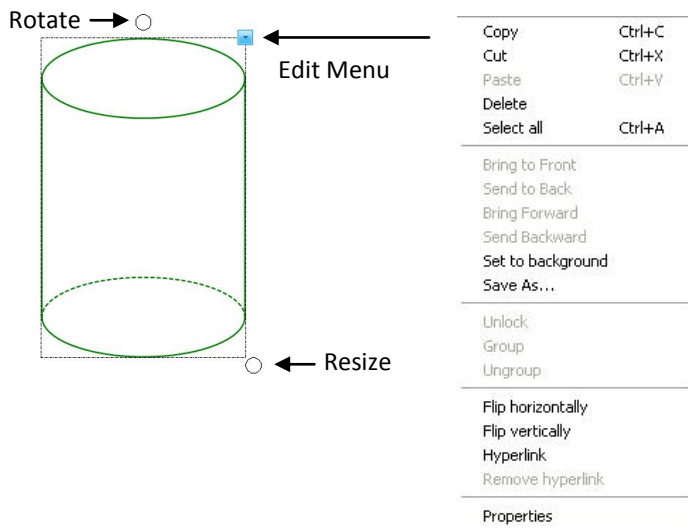 Rotate
Edit Menu
Resize
Copy Ctrl+C
Cut Ctrl+X
Paste Ctrl+V
Delete
Select all Ctrl+A
Bring to Front
Send to Back
Bring Forward
Send Backward
Set to background
Save As...
Unlock
Group
Ungroup
Flip horizontally
Flip vertically
Hyperlink
Remove hyperlink
Properties